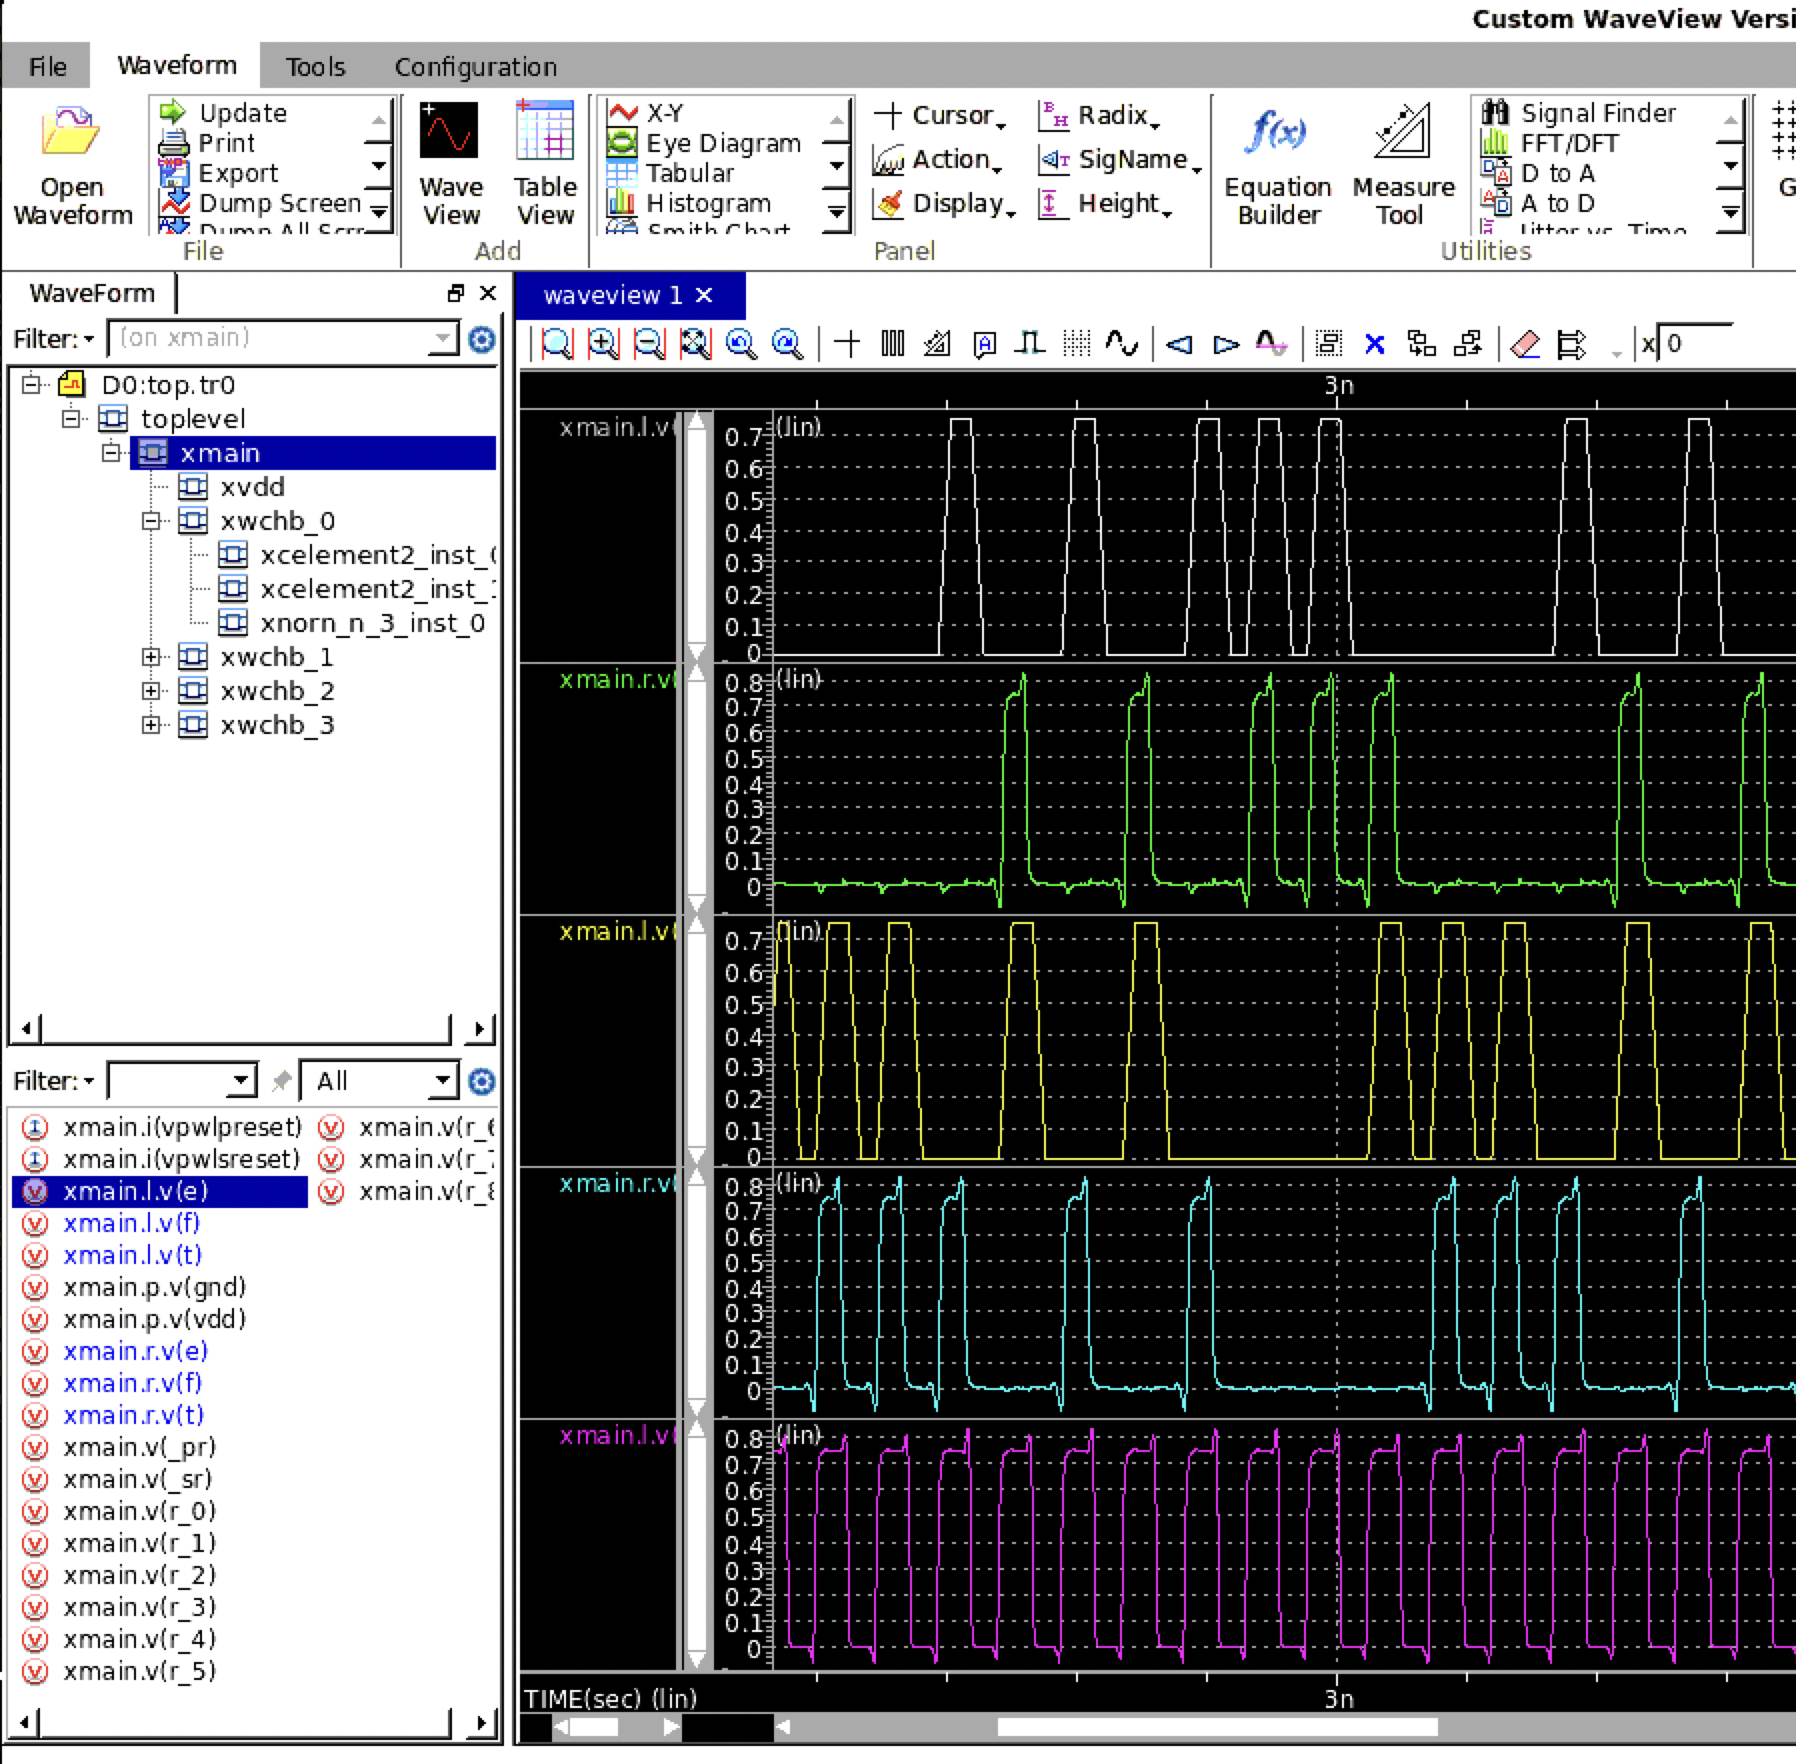 Custom WaveView Versi
File Waveform Tools Configuration
Open Waveform
Update
Print
Export
Dump Screen
Dump All Scre
File
Wave View
Table View
Add
X-Y
Eye Diagram
Tabular
Histogram
Smith Chart
Cursor
Action
Display
Radix
SigName
Height
Panel
Equation Builder
Measure Tool
Signal Finder
FFT/DFT
D to A
A to D
Jitter vs. Time
Utilities
G
WaveForm
Filter: (on xmain)
D0:top.tr0
toplevel
xmain
xvdd
xwchb_0
xcelement2_inst_
xcelement2_inst_
xnorn_n_3_inst_0
xwchb_1
xwchb_2
xwchb_3
Filter: All
xmain.i(vpwlpreset)
xmain.i(vpwlsreset)
xmain.l.v(e)
xmain.l.v(f)
xmain.l.v(t)
xmain.p.v(gnd)
xmain.p.v(vdd)
xmain.r.v(e)
xmain.r.v(f)
xmain.r.v(t)
xmain.v(_pr)
xmain.v(_sr)
xmain.v(r_0)
xmain.v(r_1)
xmain.v(r_2)
xmain.v(r_3)
xmain.v(r_4)
xmain.v(r_5)
xmain.v(r_6
xmain.v(r_7
xmain.v(r_8
waveview 1
x 0
3n
xmain.l.v(
(lin)
0.7
0.6
0.5
0.4
0.3
0.2
0.1
0
xmain.r.v(
(lin)
0.8
0.7
0.6
0.5
0.4
0.3
0.2
0.1
0
xmain.l.v(
(lin)
0.7
0.6
0.5
0.4
0.3
0.2
0.1
0
xmain.r.v(
(lin)
0.8
0.7
0.6
0.5
0.4
0.3
0.2
0.1
0
xmain.l.v(
(lin)
0.8
0.7
0.6
0.5
0.4
0.3
0.2
0.1
0
TIME(sec) (lin)
3n